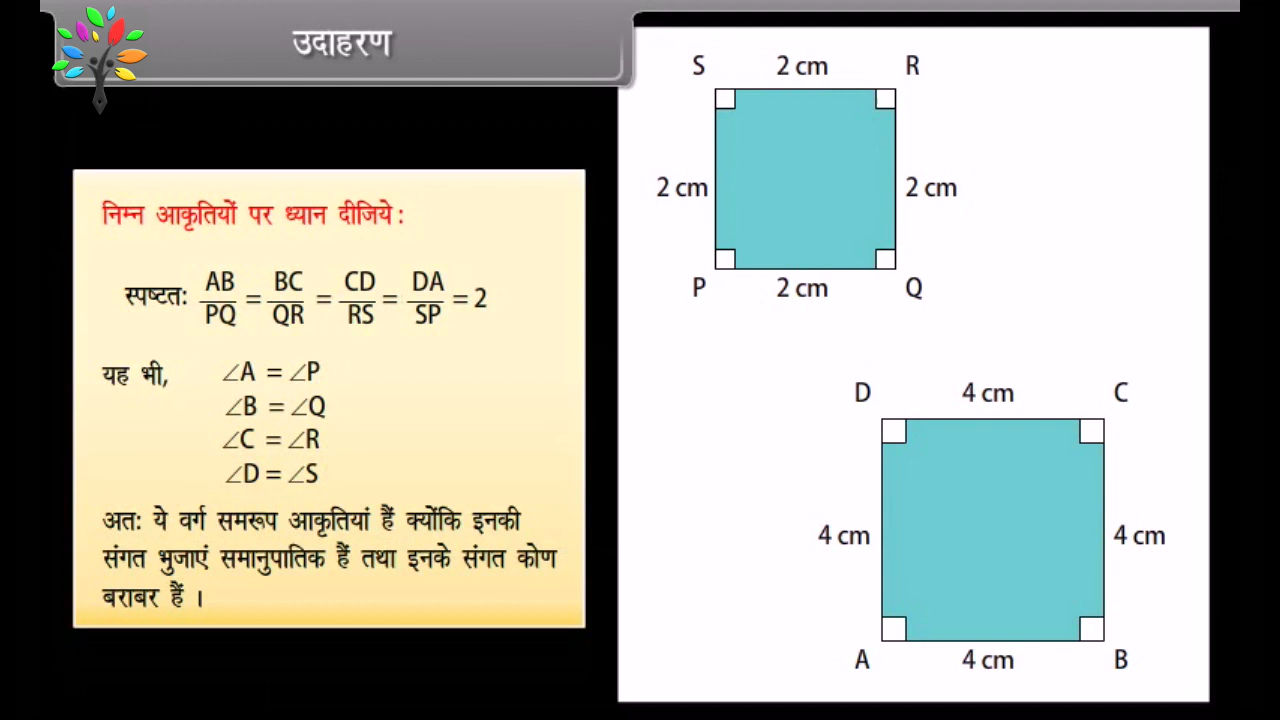 उदाहरण
निम्न आकृतियों पर ध्यान दीजिये:
स्पष्टत: AB/PQ = BC/QR = CD/RS = DA/SP = 2
यह भी, ∠A = ∠P
∠B = ∠Q
∠C = ∠R
∠D = ∠S
अत: ये वर्ग समरूप आकृतियां हैं क्योंकि इनकी
संगत भुजाएं समानुपातिक हैं तथा इनके संगत कोण
बराबर हैं ।
S 2 cm R
2 cm 2 cm
P 2 cm Q
D 4 cm C
4 cm 4 cm
A 4 cm B